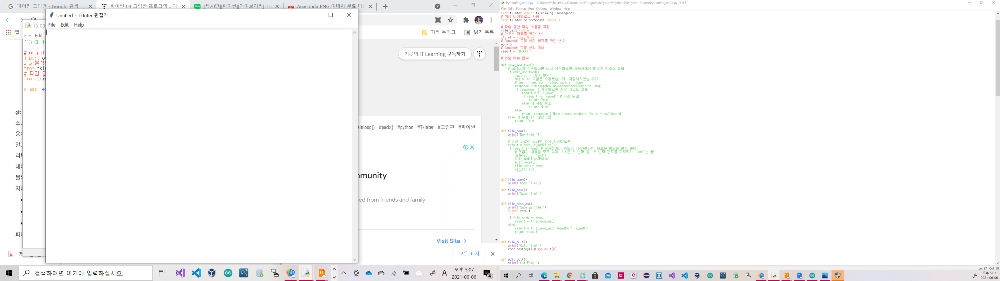 파이썬 그림판 - Google 검색
파이썬 04 그림판 프로그램 :: 기
[제20탄][파이썬][라이브러리] Tk
Anaconda PNG 이미지 무료 다운
Untitled - TkInter 편집기
File Edit Help
앱
기타 북마크
읽기 목록
13-08
File Edit
# os.path
import os
# 기본적
from tkin
# 파일 열
from tkin
class Te
기루의 IT Learning 구독하기
git
소프
용어
알고
리눅
데이
블록
자바
파이
ainloop() #pack() #python #Tkinter #그림판 #파이썬
mmunity
ed from friends and family
Visit Site
모두 표시
검색하려면 여기에 입력하십시오.
A
오후 5:07
2021-06-06
4
PythonProject01.py - C:₩Users₩chaer₩AppData₩Local₩Programs₩Python₩Python39₩Python Code₩PythonProject01.py (3.9.5)
File Edit Format Run Options Window Help
from tkinter import filedialog, messagebox
# 색상 다이얼로그 사용
from tkinter.colorchooser import *
# 작업 중인 파일 이름을 저장
file_path = None
# 마우스 좌표를 위한 변수
x1, y1 = None, None
# Canvas에 그릴 선의 굵기를 위한 변수
wp = 5
# Canvas에 그릴 선의 색상
result =
# 파일 메뉴 함수
def save_modified():
# editor가 수정됐다면 다시 저장하도록 사용자에게 메시지 박스로 질의
if edit_modified():
caption = '저장 확인'
msg = '이 파일은 수정됐습니다. 저장하시겠습니까?'
# yes = True, no = False, cancle = None
response = messagebox.askyesnocancel(caption, msg)
if response: # 저장하도록 저장 메소드 호출
result = file_save()
if result == "saved": # 저장 완료
return True
else: # 저장 취소
return None
else:
return response # None = cancle/about, False = no/discard
else: # 수정되지 않았으면
return True
'''
def file_new():
print("New File!")
'''
# 이전 파일이 있다면 먼저 저장하도록
result = save_if_modified()
if result != None: # 무시하거나 파일이 저장됐다면, 새로운 파일을 편집 준비
# 편집기 내용을 모두 삭제. 1.0은 첫 번째 줄, 첫 번째 문자를 가리키며, 'end'는 끝
delete(1.0, "end")
edit_modified(False)
edit_reset()
file_path = None
set_title()
'''
def file_open():
print("Open File!")
def file_save():
print("Save File!")
def file_save_as():
print("Save as File!")
return result
'''
if file_path == None:
result = file_save_as()
else:
result = file_save_as(filepath= file_path)
return result
'''
def file_quit():
print("Quit File!")
root.destroy() # sys.exit(0)
def edit_cut():
print("Cut File!")
Ln: 27 Col: 58
오후 5:07
2021-06-06